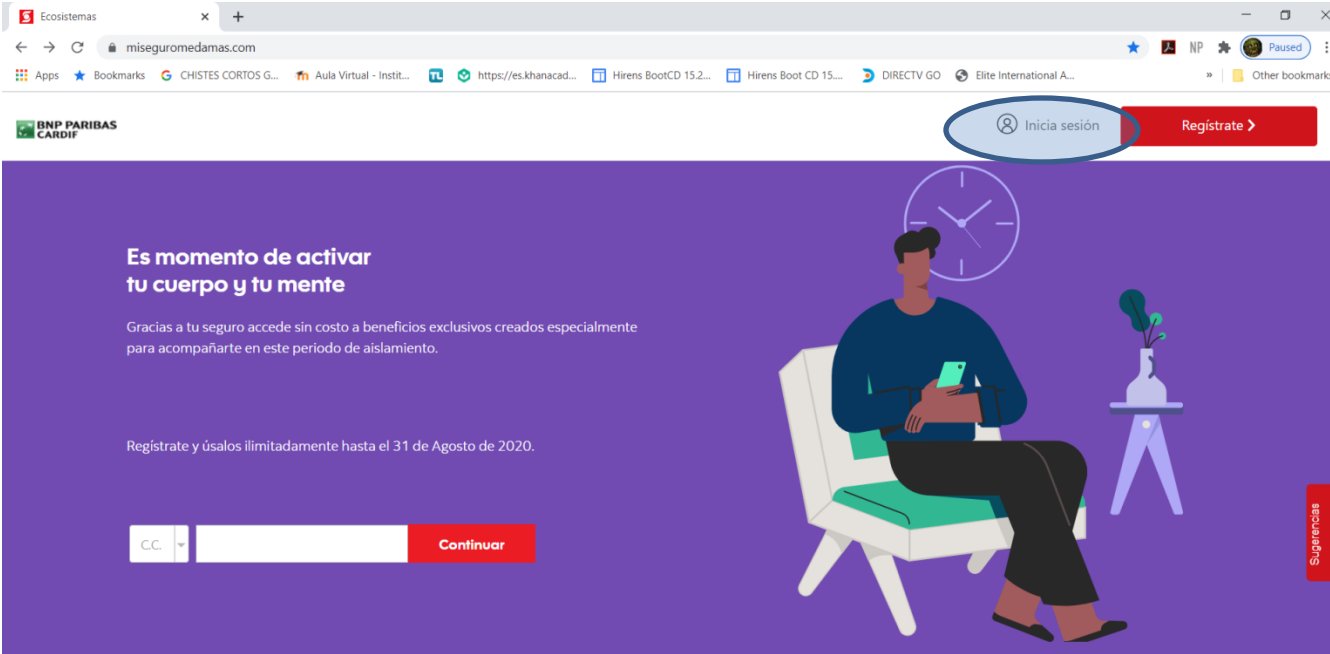 Ecosistemas
miseguromedamas.com
NP
Paused
Apps
Bookmarks
CHISTES CORTOS G...
Aula Virtual - Instit...
TL
https://es.khanacad...
Hirens BootCD 15.2...
Hirens Boot CD 15....
DIRECTV GO
Elite International A...
»
Other bookmarks
BNP PARIBAS
CARDIF
Inicia sesión
Regístrate
Es momento de activar
tu cuerpo y tu mente
Gracias a tu seguro accede sin costo a beneficios exclusivos creados especialmente
para acompañarte en este periodo de aislamiento.
Regístrate y úsalos ilimitadamente hasta el 31 de Agosto de 2020.
C.C.
Continuar
Sugerencias